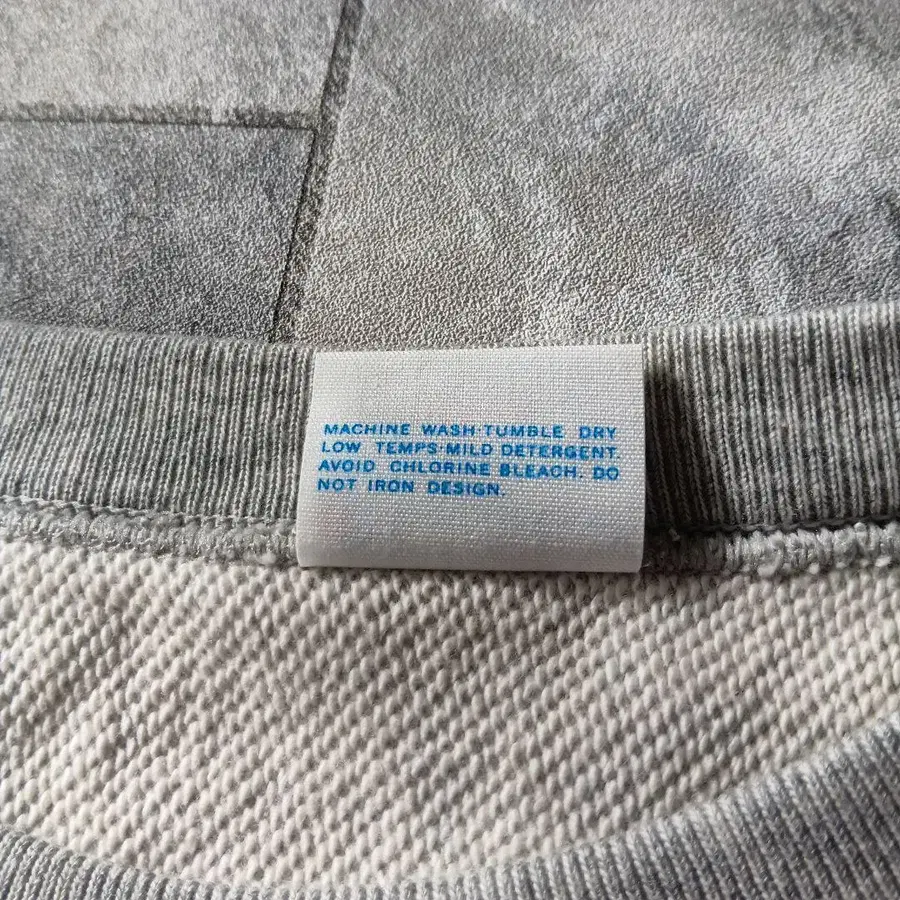 MACHINE WASH·TUMBLE DRY
LOW TEMPS·MILD DETERGENT.
AVOID CHLORINE BLEACH. DO
NOT IRON DESIGN.